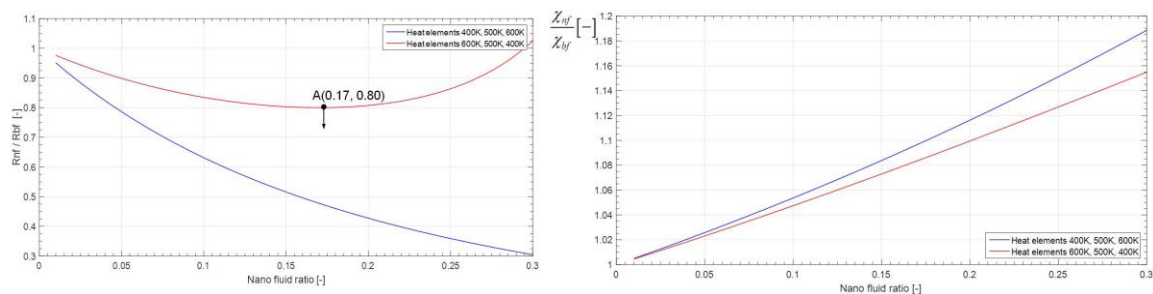 1.1
1
0.9
0.8
0.7
0.6
0.5
0.4
0.3
Rnf / Rbf [-]
Heat elements 400K, 500K, 600K
Heat elements 600K, 500K, 400K
A(0.17, 0.80)
0 0.05 0.1 0.15 0.2 0.25 0.3
Nano fluid ratio [-]
χnf
χbf [-]
1.2
1.18
1.16
1.14
1.12
1.1
1.08
1.06
1.04
1.02
1
Heat elements 400K, 500K, 600K
Heat elements 600K, 500K, 400K
0 0.05 0.1 0.15 0.2 0.25 0.3
Nano fluid ratio [-]